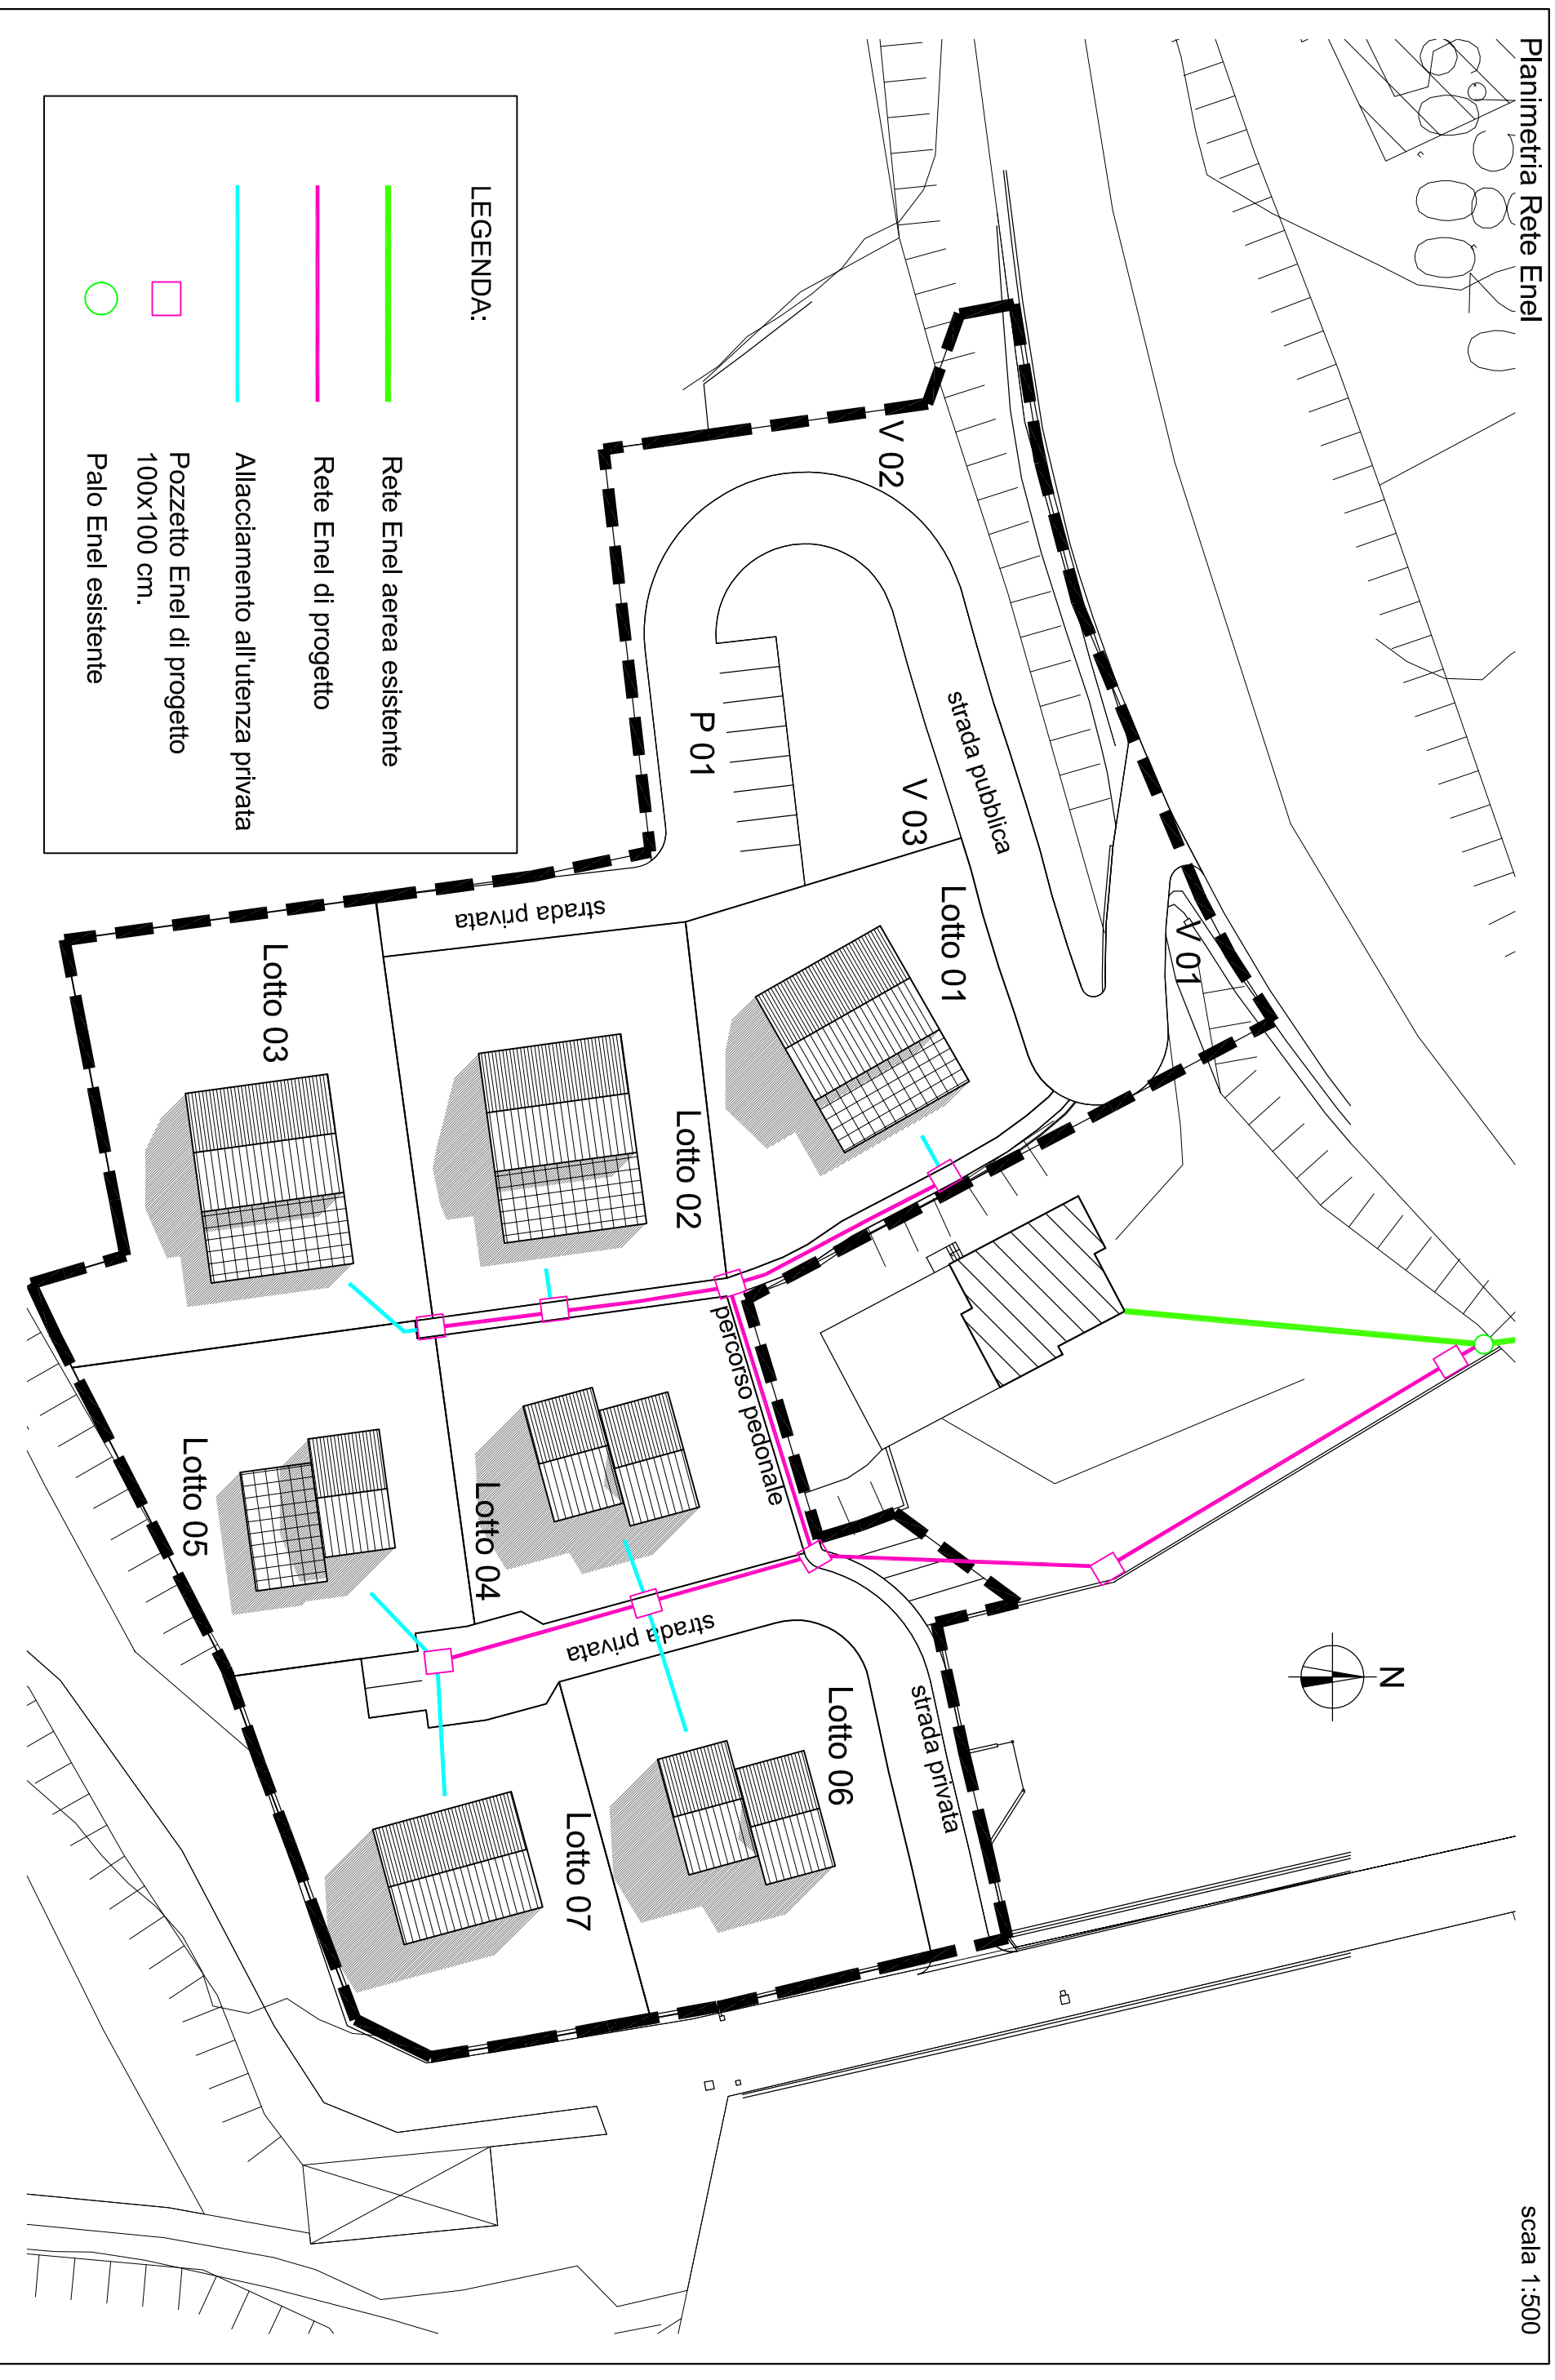 Planimetria Rete Enel
scala 1:500
V 02
strada pubblica
V 03
P 01
V 01
Lotto 01
strada privata
Lotto 02
Lotto 03
percorso pedonale
Lotto 04
Lotto 05
strada privata
strada privata
Lotto 06
Lotto 07
N
LEGENDA:
Rete Enel aerea esistente
Rete Enel di progetto
Allacciamento all'utenza privata
Pozzetto Enel di progetto
100x100 cm.
Palo Enel esistente